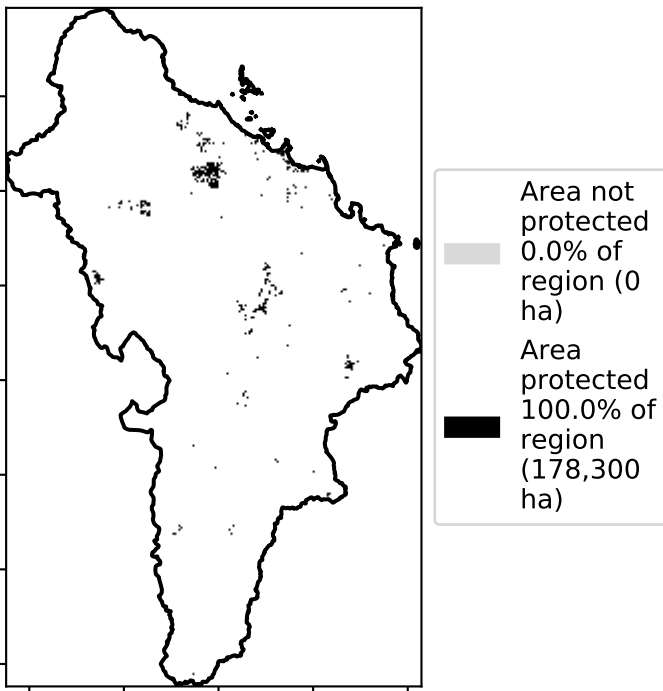 Area not
protected
0.0% of
region (0
ha)
Area
protected
100.0% of
region
(178,300
ha)